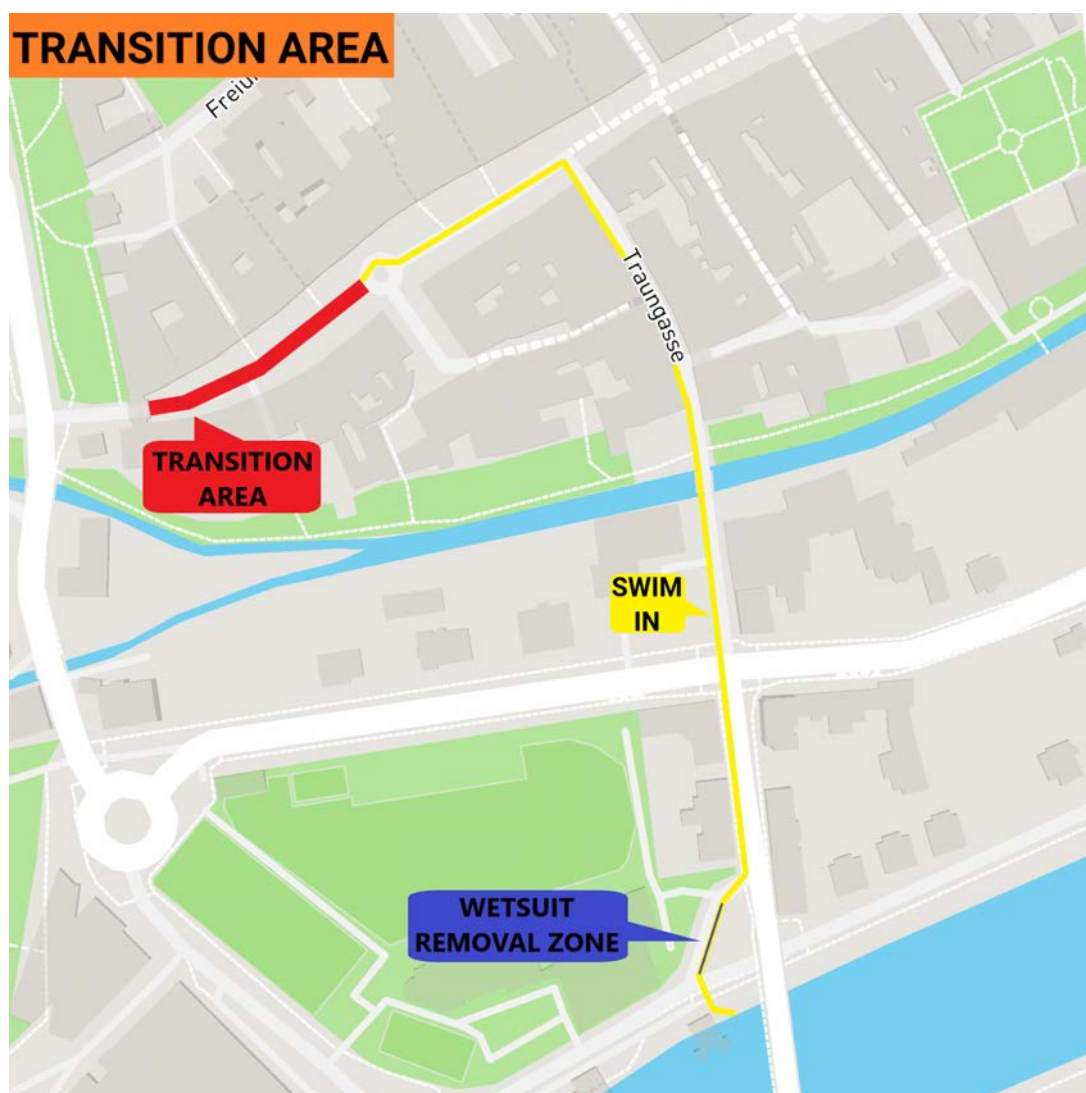 TRANSITION AREA
Traungasse
TRANSITION
AREA
SWIM
IN
WETSUIT
REMOVAL ZONE